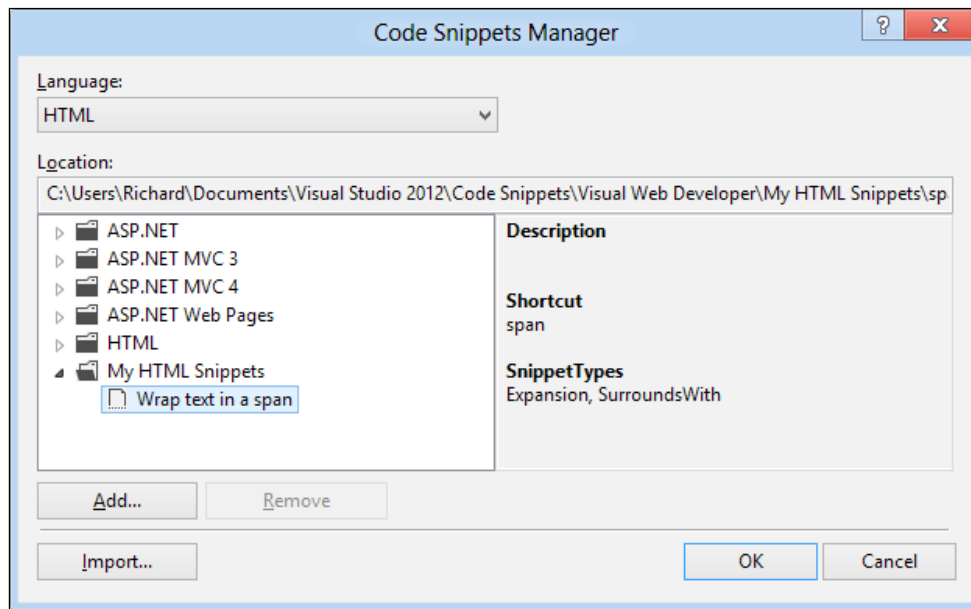 Code Snippets Manager
?
x
Language:
HTML
Location:
C:\Users\Richard\Documents\Visual Studio 2012\Code Snippets\Visual Web Developer\My HTML Snippets\sp
ASP.NET
ASP.NET MVC 3
ASP.NET MVC 4
ASP.NET Web Pages
HTML
My HTML Snippets
Wrap text in a span
Description
Shortcut
span
SnippetTypes
Expansion, SurroundsWith
Add...
Remove
Import...
OK
Cancel